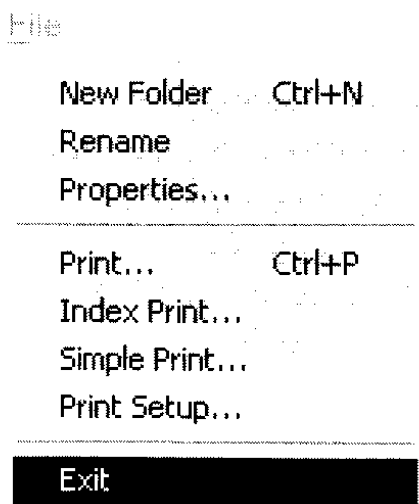 File
New Folder Ctrl+N
Rename
Properties...
Print... Ctrl+P
Index Print...
Simple Print...
Print Setup...
Exit